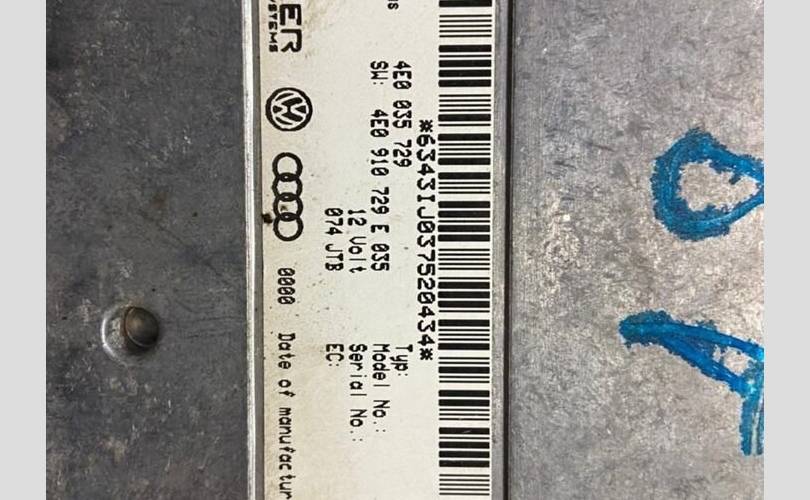 *6343IJ037520434*
4E0 035 729 Typ:
SW: 4E0 910 729 E 035 Model No.:
12 Volt Serial No.:
074 JTB EC:
ER
YSTEMS
0000 Date of manufactur